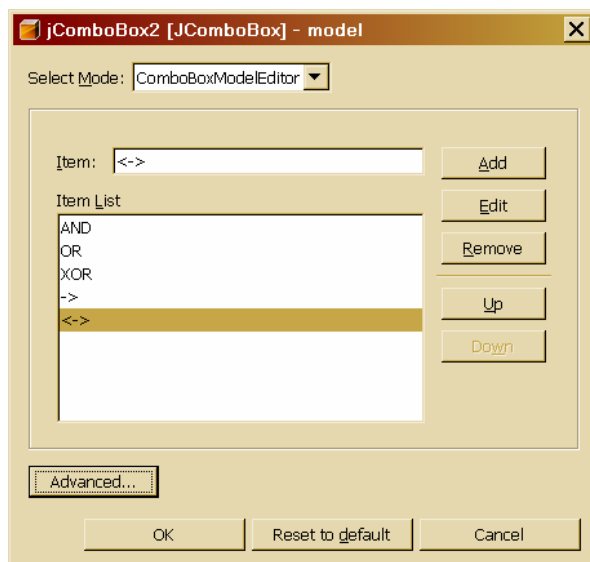 jComboBox2 [JComboBox] - model
Select Mode: ComboBoxModelEditor
Item: <->
Add
Item List
Edit
AND
OR
XOR
->
<->
Remove
Up
Down
Advanced...
OK
Reset to default
Cancel